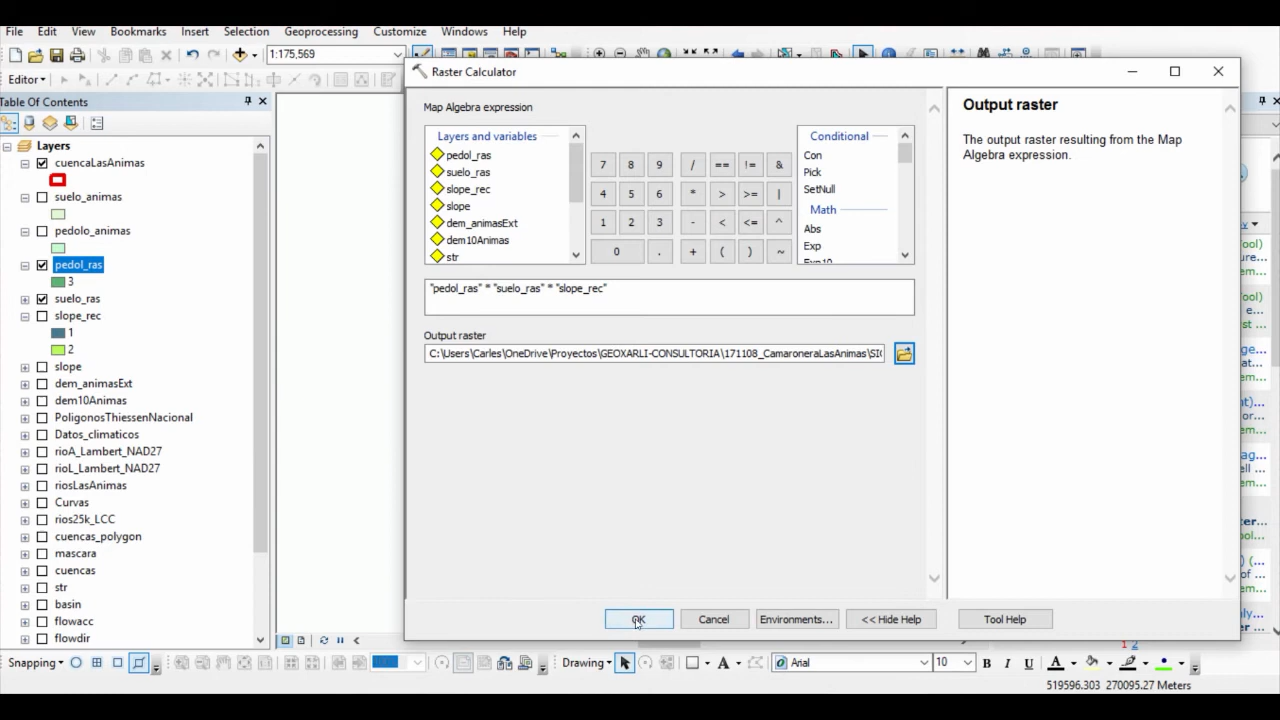 File Edit View Bookmarks Insert Selection Geoprocessing Customize Windows Help
1:175,569
Editor
Table Of Contents
Layers
cuencaLasAnimas
suelo_animas
pedolo_animas
pedol_ras
3
suelo_ras
slope_rec
1
2
slope
dem_animasExt
dem10Animas
PoligonosThiessenNacional
Datos_climaticos
rioA_Lambert_NAD27
rioL_Lambert_NAD27
riosLasAnimas
Curvas
rios25k_LCC
cuencas_polygon
mascara
cuencas
str
basin
flowacc
flowdir
Raster Calculator
Map Algebra expression
Layers and variables
pedol_ras
suelo_ras
slope_rec
slope
dem_animasExt
dem10Animas
str
7 8 9 / == != &
4 5 6 * > >= |
1 2 3 - < <= ^
0 . + ( ) ~
Conditional
Con
Pick
SetNull
Math
Abs
Exp
Exp10
"pedol_ras" * "suelo_ras" * "slope_rec"
Output raster
C:\Users\Carles\OneDrive\Proyectos\GEOXARLI-CONSULTORIA\171108_CamaroneraLasAnimas\SI
OK Cancel Environments... << Hide Help Tool Help
Output raster
The output raster resulting from the Map
Algebra expression.
Snapping
Drawing
Arial
10
B I U A
519596.303 270095.27 Meters